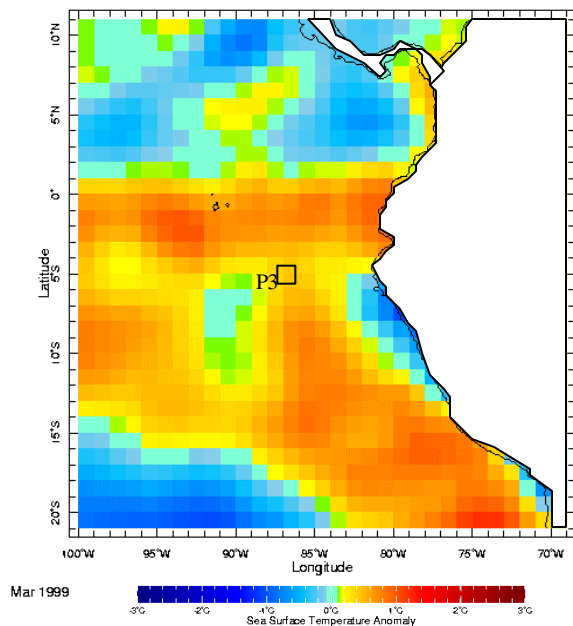 10°N
5°N
0°
5°S
10°S
15°S
20°S
Latitude
P3
100°W 95°W 90°W 85°W 80°W 75°W 70°W
Longitude
Mar 1999
-3°C -2°C -1°C 0°C 1°C 2°C 3°C
Sea Surface Temperature Anomaly